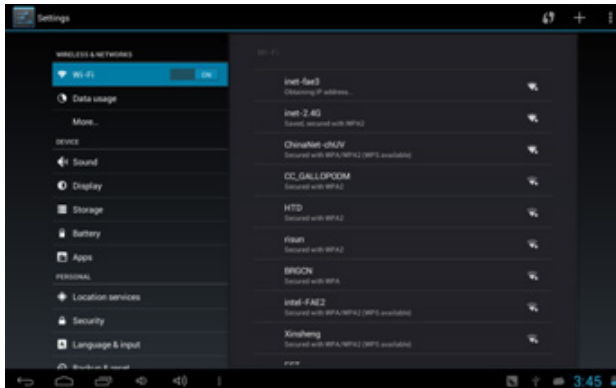 Settings
WIRELESS & NETWORKS
Wi-Fi
ON
Data usage
More...
DEVICE
Sound
Display
Storage
Battery
Apps
PERSONAL
Location services
Security
Language & input
Backup & reset
Wi-Fi
inet-fae3
Obtaining IP address...
inet-2.4G
Saved, secured with WPA2
ChinaNet-chUV
Secured with WPA/WPA2 (WPS available)
CC_GALLOPODM
Secured with WPA2
HTD
Secured with WPA2
risun
Secured with WPA2
BRGCN
Secured with WPA
intel-FAE2
Secured with WPA/WPA2 (WPS available)
Xinsheng
Secured with WPA/WPA2 (WPS available)
3:45